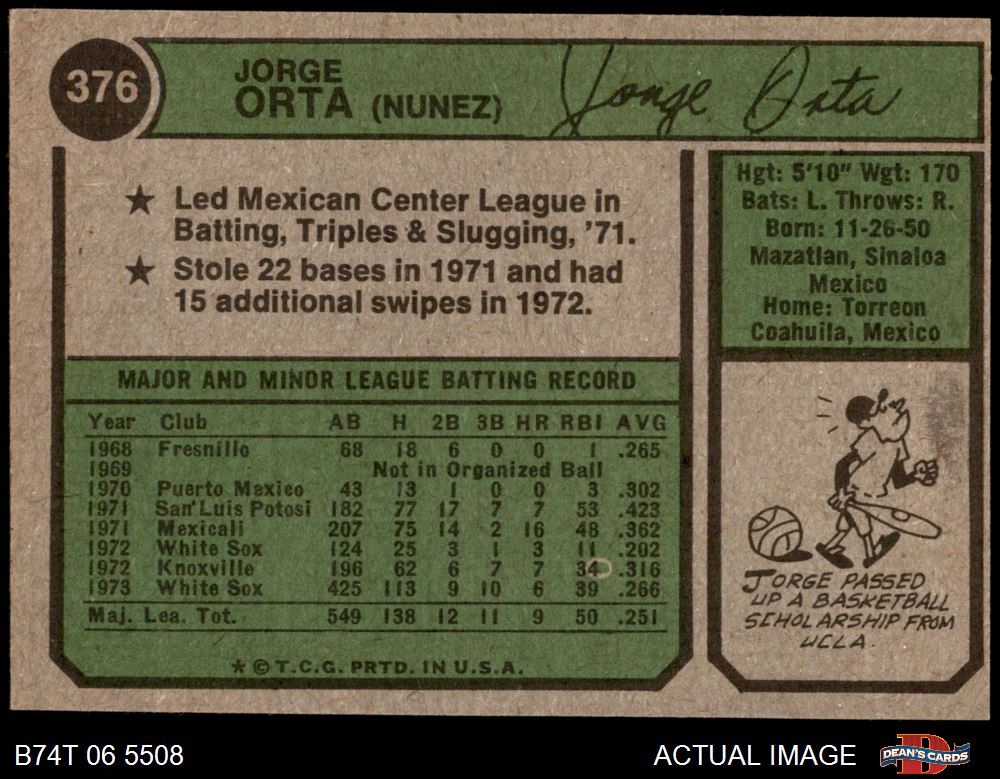 376
JORGE
ORTA (NUNEZ)
Jorge Orta
★ Led Mexican Center League in
Batting, Triples & Slugging, '71.
★ Stole 22 bases in 1971 and had
15 additional swipes in 1972.
Hgt: 5'10" Wgt: 170
Bats: L. Throws: R.
Born: 11-26-50
Mazatlan, Sinaloa
Mexico
Home: Torreon
Coahuila, Mexico
MAJOR AND MINOR LEAGUE BATTING RECORD
Year Club AB H 2B 3B HR RBI AVG
1968 Fresnillo 68 18 6 0 0 1 .265
1969 Not in Organized Ball
1970 Puerto Mexico 43 13 1 0 0 3 .302
1971 San Luis Potosi 182 77 17 7 7 53 .423
1971 Mexicali 207 75 14 2 16 48 .362
1972 White Sox 124 25 3 1 3 11 .202
1972 Knoxville 196 62 6 7 7 34 .316
1973 White Sox 425 113 9 10 6 39 .266
Maj. Lea. Tot. 549 138 12 11 9 50 .251
* © T.C.G. PRTD. IN U.S.A.
JORGE PASSED
UP A BASKETBALL
SCHOLARSHIP FROM
UCLA.
B74T 06 5508
ACTUAL IMAGE
D
DEAN'S CARDS